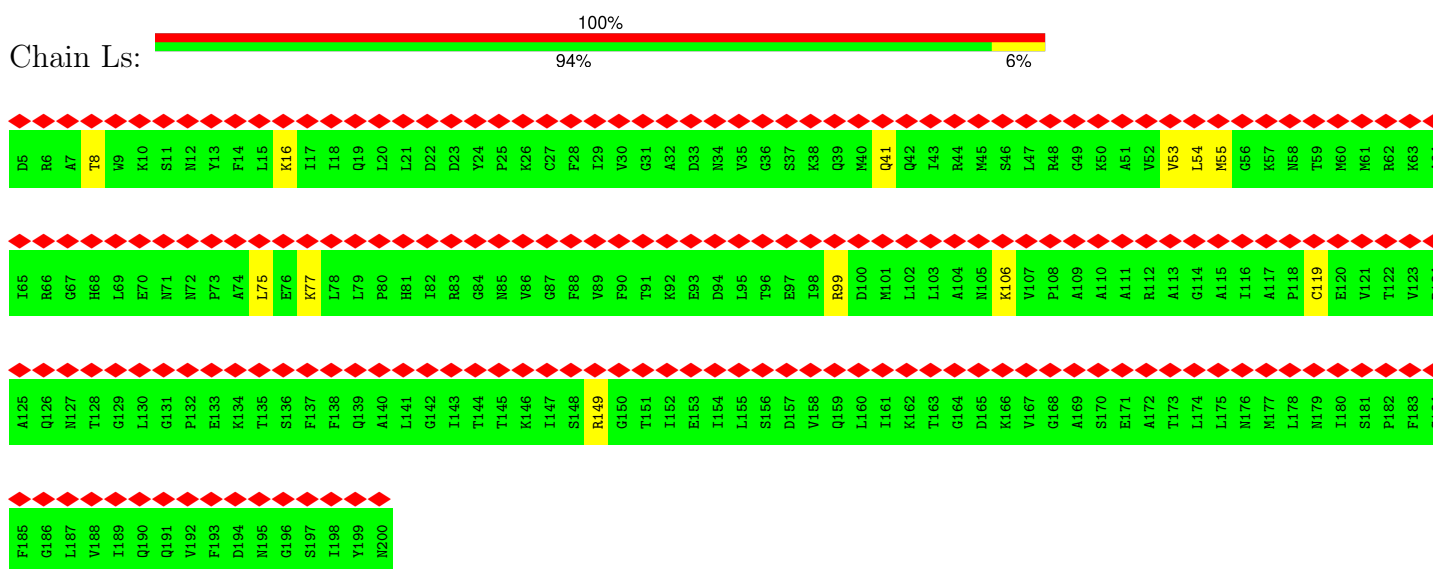 100%
Chain Ls:
94% 6%
D5 R6 A7 T8 W9 K10 S11 N12 Y13 F14 L15 K16 I17 I18 Q19 L20 L21 D22 D23 Y24 P25 K26 C27 F28 I29 V30 G31 A32 D33 N34 V35 G36 S37 K38 Q39 M40 Q41 Q42 I43 R44 M45 S46 L47 R48 G49 K50 A51 V52 V53 L54 M55 G56 K57 N58 T59 M60 M61 R62 K63
I65 R66 G67 H68 L69 E70 N71 N72 P73 A74 L75 E76 K77 L78 L79 P80 H81 I82 R83 G84 N85 V86 G87 F88 V89 F90 T91 K92 E93 D94 L95 T96 E97 I98 R99 D100 M101 L102 L103 A104 N105 K106 V107 P108 A109 A110 A111 R112 A113 G114 A115 I116 A117 P118 C119 E120 V121 T122 V123
A125 Q126 N127 T128 G129 L130 G131 P132 E133 K134 T135 S136 F137 F138 Q139 A140 L141 G142 I143 T144 T145 K146 I147 S148 R149 G150 T151 I152 E153 I154 L155 S156 D157 V158 Q159 L160 I161 K162 T163 G164 D165 K166 V167 G168 A169 S170 E171 A172 T173 L174 L175 N176 M177 L178 N179 I180 S181 P182 F183
F185 G186 L187 V188 I189 Q190 Q191 V192 F193 D194 N195 G196 S197 I198 Y199 N200